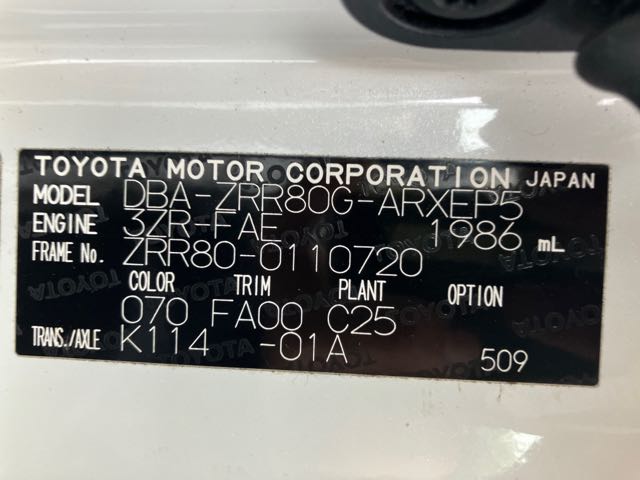 TOYOTA MOTOR CORPORATION JAPAN
MODEL DBA-ZRR80G-ARXEP5
ENGINE 3ZR-FAE 1986 mL
FRAME No. ZRR80-0110720
COLOR TRIM PLANT OPTION
070 FA00 C25
TRANS./AXLE K114 -01A 509